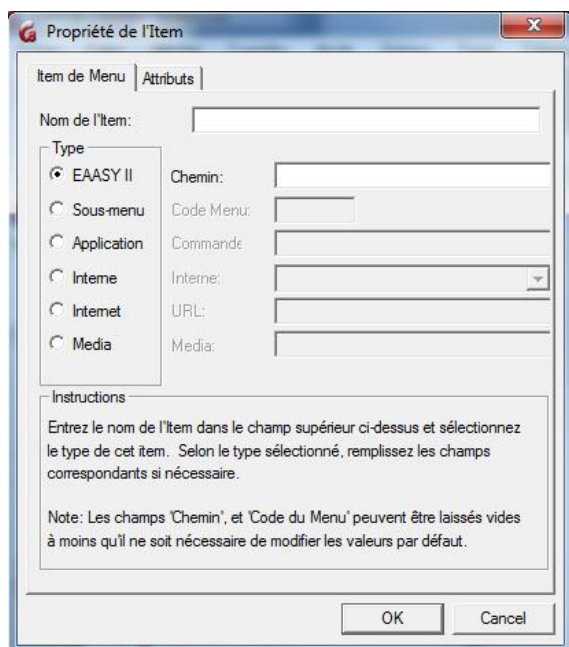 Propriété de l'Item
Item de Menu
Attributs
Nom de l'Item:
Type
EAASY II
Chemin:
Sous-menu
Code Menu:
Application
Commande
Interne
Interne:
Internet
URL:
Media
Media:
Instructions
Entrez le nom de l'Item dans le champ supérieur ci-dessus et sélectionnez
le type de cet item. Selon le type sélectionné, remplissez les champs
correspondants si nécessaire.
Note: Les champs 'Chemin', et 'Code du Menu' peuvent être laissés vides
à moins qu'il ne soit nécessaire de modifier les valeurs par défaut.
OK
Cancel